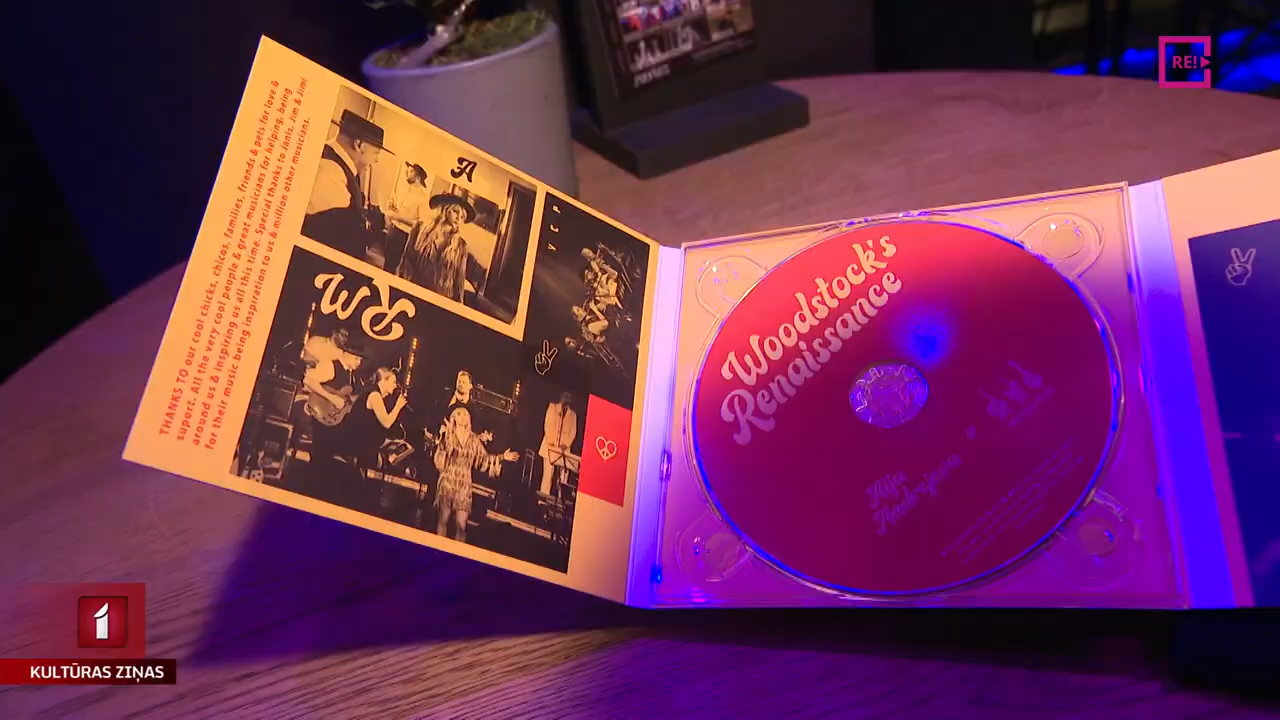 RE!
THANKS TO our cool chicks, chicos, families, friends & pets for love &
suport. All the very cool people & great musicians for helping, being
around us & inspiring us all this time. Special thanks to Janis, Jim & Jimi
for their music being inspiration to us & million other musicians.
A
W
Woodstock's
Renaissance
1
KULTŪRAS ZIŅAS